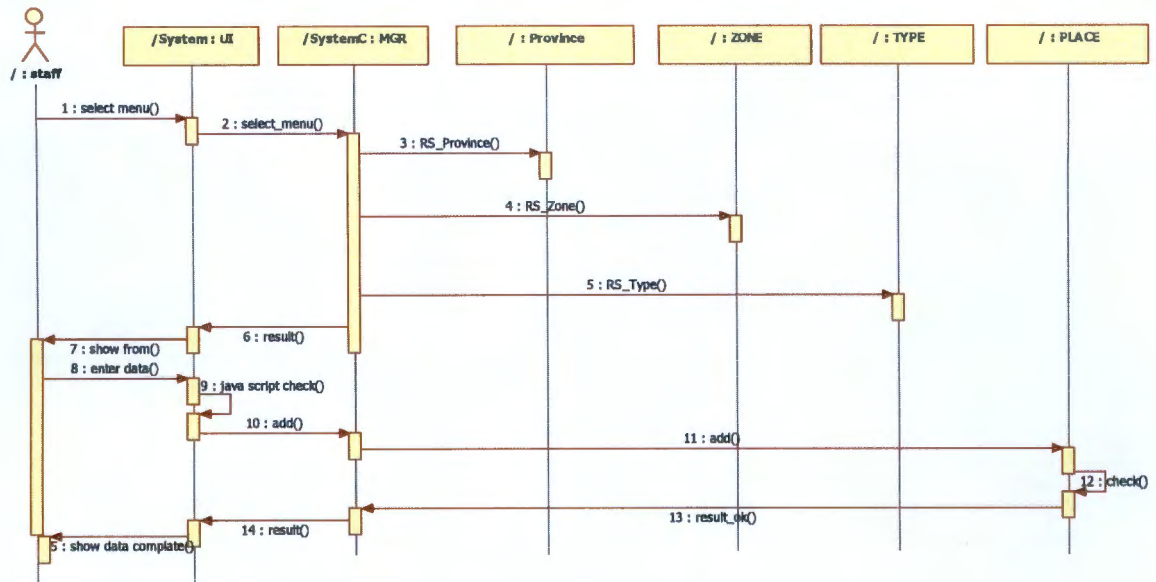 / : staff
/System : UI
/SystemC : MGR
/ : Province
/ : ZONE
/ : TYPE
/ : PLACE
1 : select menu()
2 : select_menu()
3 : RS_Province()
4 : RS_Zone()
5 : RS_Type()
6 : result()
7 : show from()
8 : enter data()
9 : java script check()
10 : add()
11 : add()
12 : check()
13 : result_ok()
14 : result()
5 : show data complate()